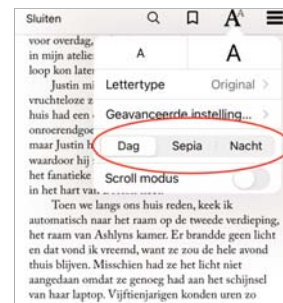 Sluiten A A
voor overdag,
in mijn atelie
A A
loop kon later
Lettertype Original >
Justin mi
vruchteloze z
huis had een
Geavanceerde instelling... >
onroerendgoe
maar Justin h
Dag Sepia Nacht
waardoor hij
het fanatieke
Scroll modus
in het hart van
Toen we langs ons huis reden, keek ik
automatisch naar het raam op de tweede verdieping,
het raam van Ashlyns kamer. Er brandde geen licht
en dat vond ik vreemd, want ze zou de hele avond
thuis blijven. Misschien had ze het licht niet
aangedaan omdat ze genoeg had aan het schijnsel
van haar laptop. Vijftienjarigen konden uren zo